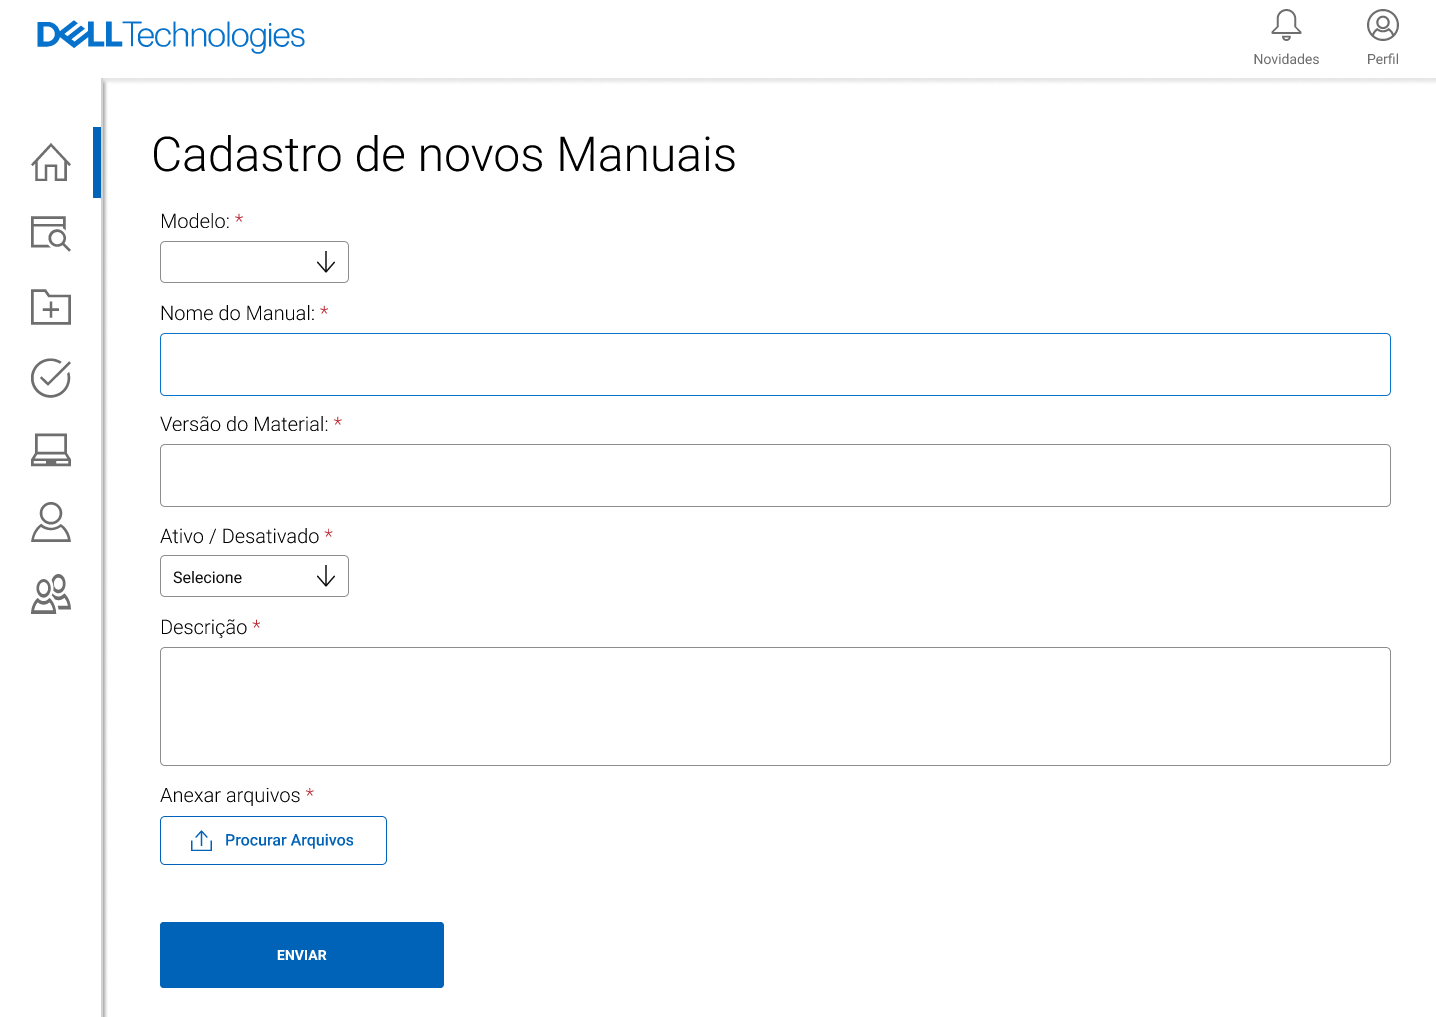 DELL Technologies
Novidades
Perfil
Cadastro de novos Manuais
Modelo: *
Nome do Manual: *
Versão do Material: *
Ativo / Desativado *
Selecione
Descrição *
Anexar arquivos *
Procurar Arquivos
ENVIAR